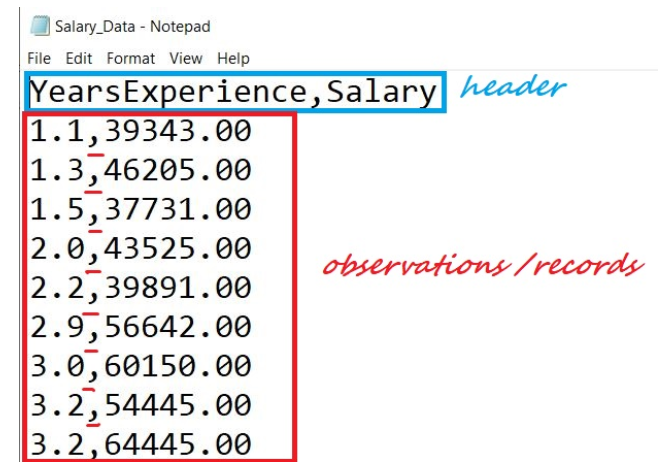 Salary_Data - Notepad
File Edit Format View Help
YearsExperience,Salary header
1.1,39343.00
1.3,46205.00
1.5,37731.00
2.0,43525.00
observations/records
2.2,39891.00
2.9,56642.00
3.0,60150.00
3.2,54445.00
3.2,64445.00